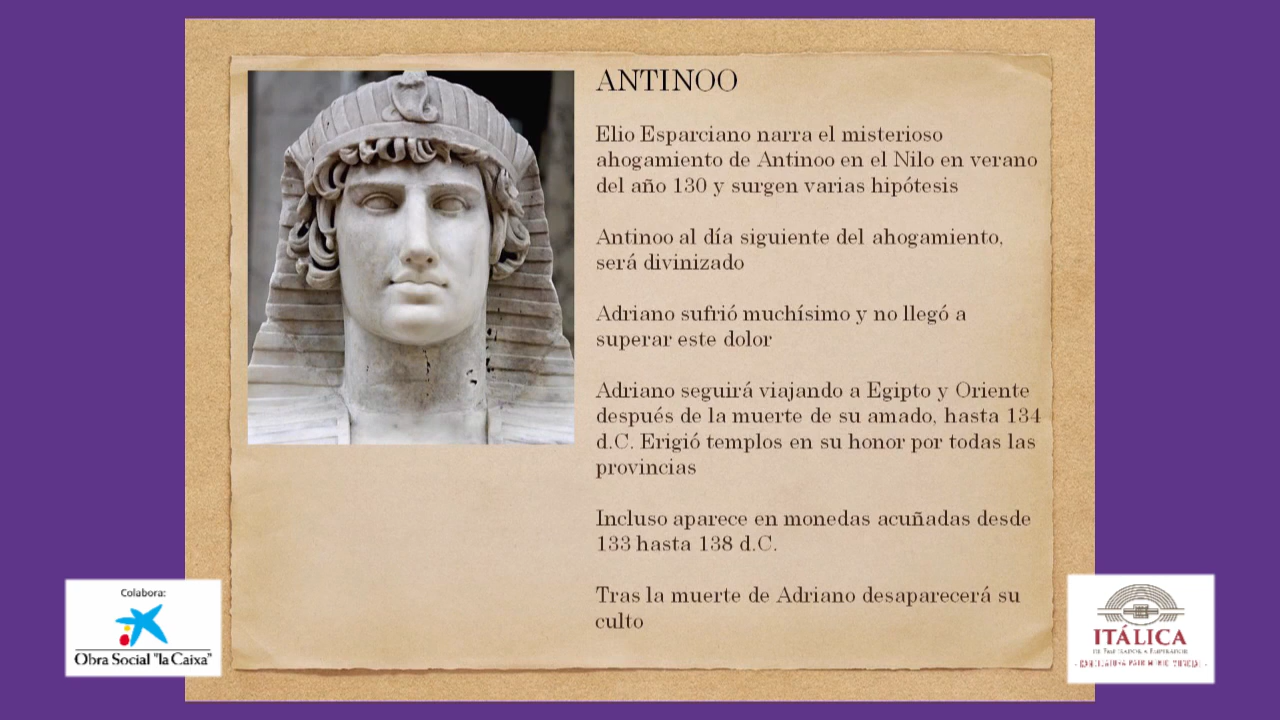 ANTINOO
Elio Esparciano narra el misterioso
ahogamiento de Antinoo en el Nilo en verano
del año 130 y surgen varias hipótesis
Antinoo al día siguiente del ahogamiento,
será divinizado
Adriano sufrió muchísimo y no llegó a
superar este dolor
Adriano seguirá viajando a Egipto y Oriente
después de la muerte de su amado, hasta 134
d.C. Erigió templos en su honor por todas las
provincias
Incluso aparece en monedas acuñadas desde
133 hasta 138 d.C.
Tras la muerte de Adriano desaparecerá su
culto
Colabora:
Obra Social "la Caixa"
ITÁLICA
DE EMPERADOR A EMPERADOR